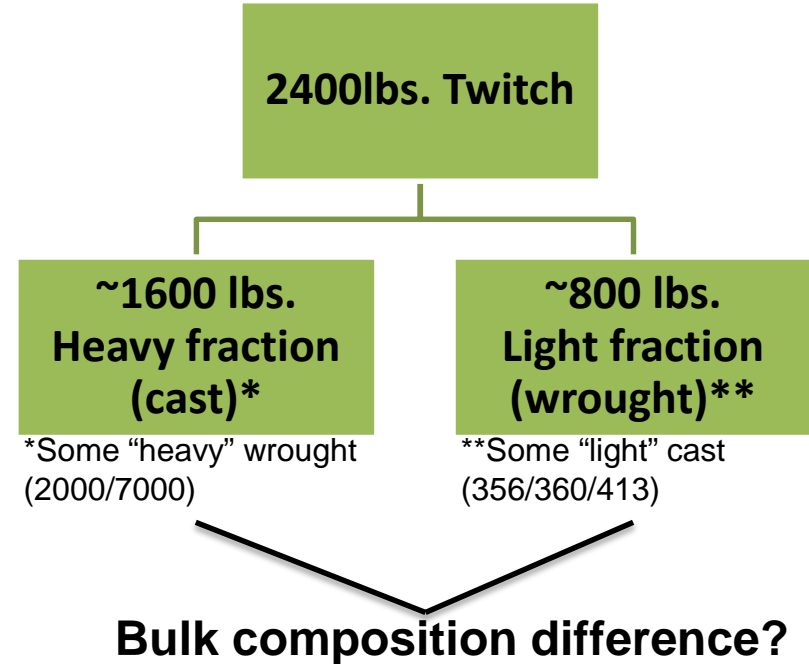 2400lbs. Twitch
~1600 lbs.
Heavy fraction
(cast)*
*Some “heavy” wrought
(2000/7000)
~800 lbs.
Light fraction
(wrought)**
**Some “light” cast
(356/360/413)
Bulk composition difference?